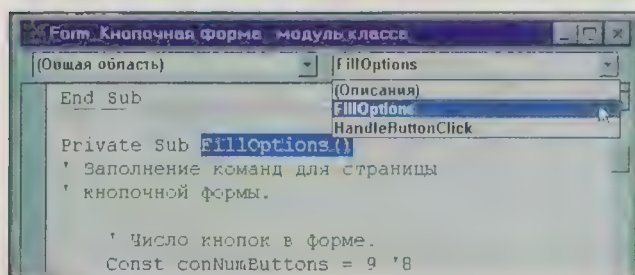 Form_Кнопочная форма модуль класса
(Общая область) FillOptions
(Описания)
FillOptions
HandleButtonClick
End Sub
Private Sub FillOptions()
' Заполнение команд для страницы
' кнопочной формы.
' Число кнопок в форме.
Const conNumButtons = 9 '8